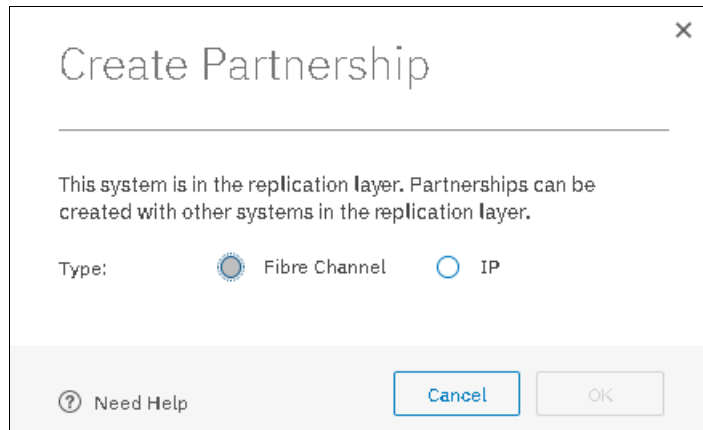 Create Partnership
This system is in the replication layer. Partnerships can be
created with other systems in the replication layer.
Type: Fibre Channel IP
Need Help Cancel OK